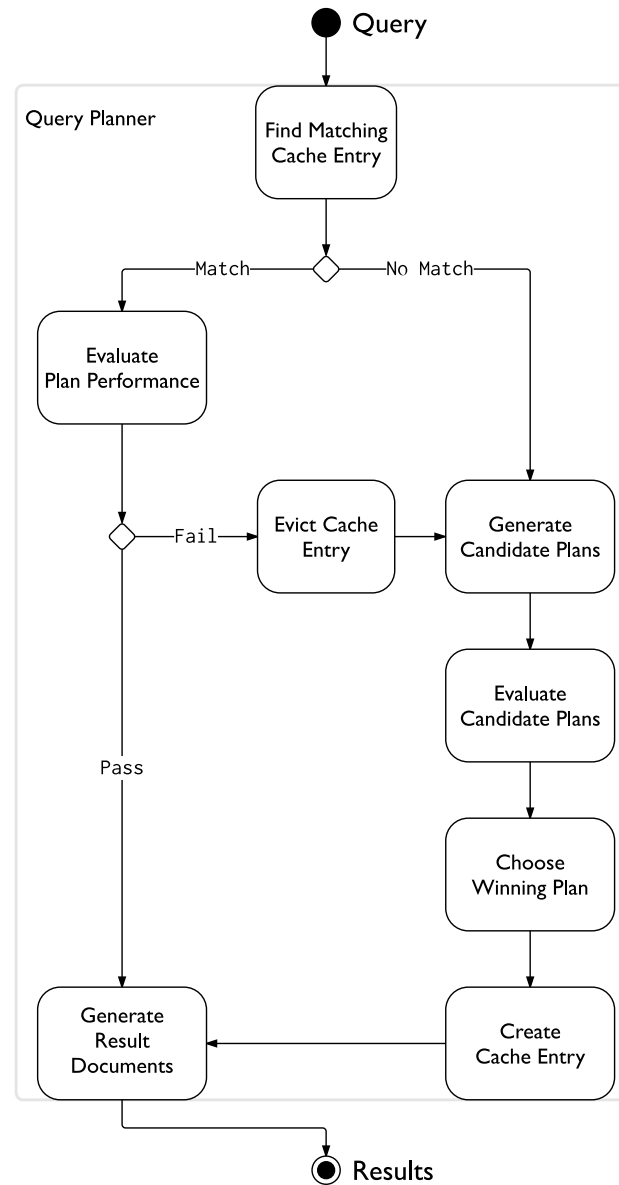 Query
Query Planner
Find Matching
Cache Entry
Match
No Match
Evaluate
Plan Performance
Fail
Evict Cache
Entry
Generate
Candidate Plans
Evaluate
Candidate Plans
Pass
Choose
Winning Plan
Generate
Result
Documents
Create
Cache Entry
Results